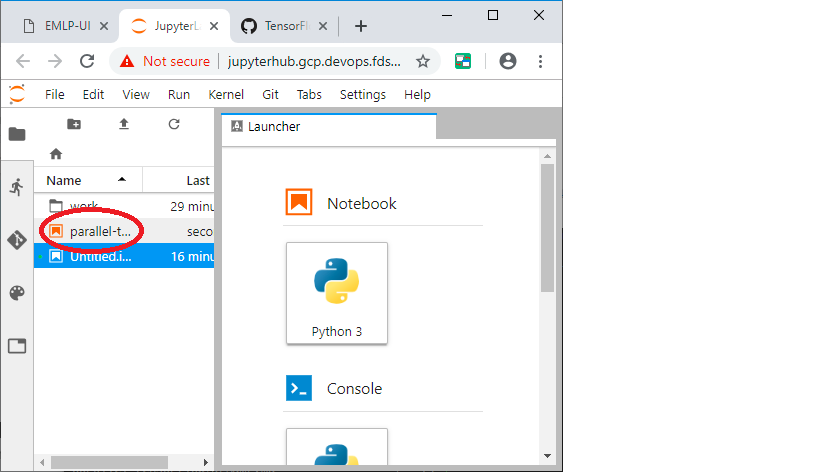 EMLP-UI
JupyterL
TensorFl
Not secure
jupyterhub.gcp.devops.fds...
File Edit View Run Kernel Git Tabs Settings Help
Launcher
Name Last
work 29 minu
parallel-t... seco
Untitled.i... 16 minu
Notebook
Python 3
Console